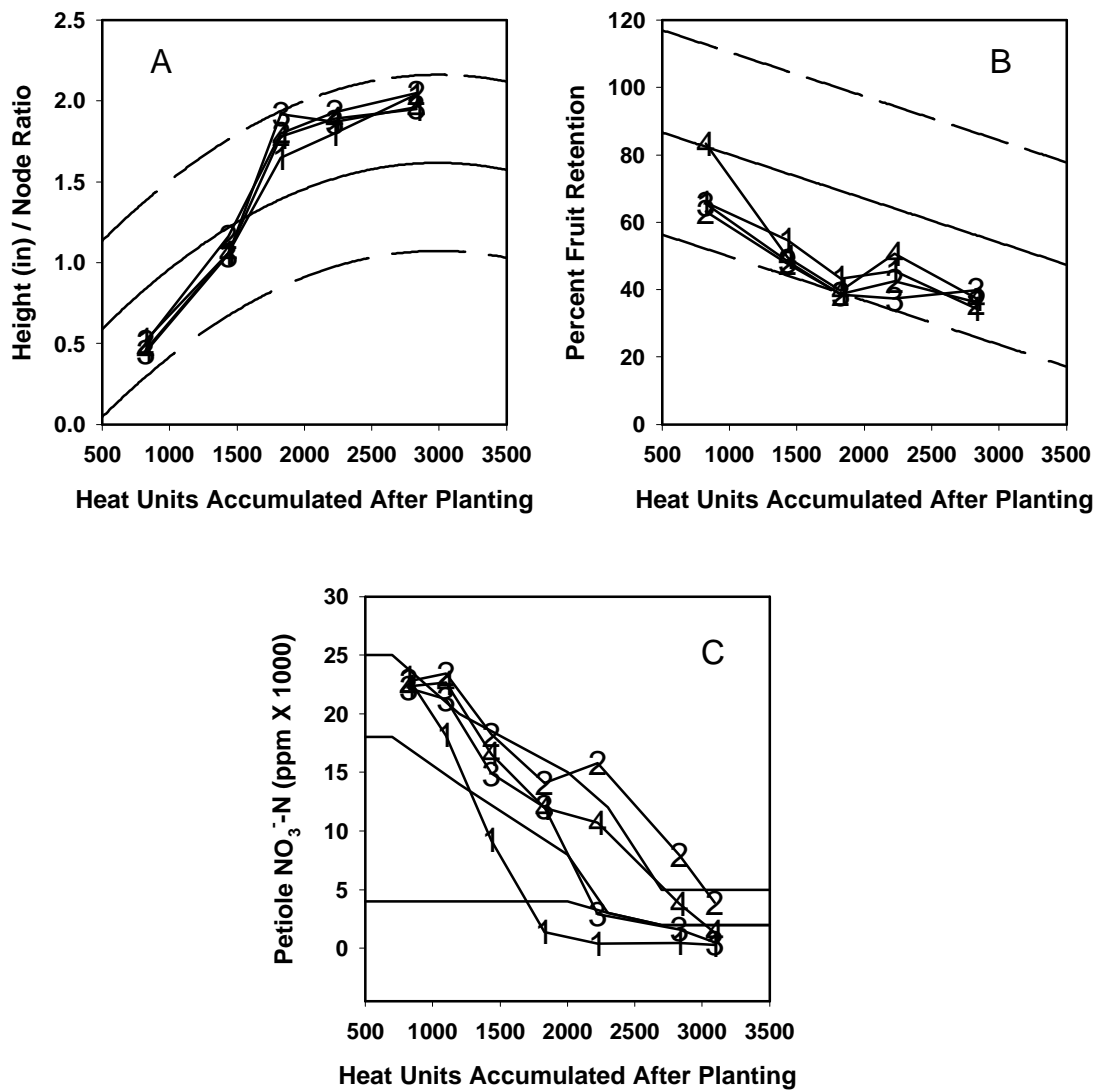 A
Height (in) / Node Ratio
2.5
2.0
1.5
1.0
0.5
0.0
500 1000 1500 2000 2500 3000 3500
Heat Units Accumulated After Planting
B
Percent Fruit Retention
120
100
80
60
40
20
0
500 1000 1500 2000 2500 3000 3500
Heat Units Accumulated After Planting
C
Petiole NO₃⁻-N (ppm X 1000)
30
25
20
15
10
5
0
500 1000 1500 2000 2500 3000 3500
Heat Units Accumulated After Planting